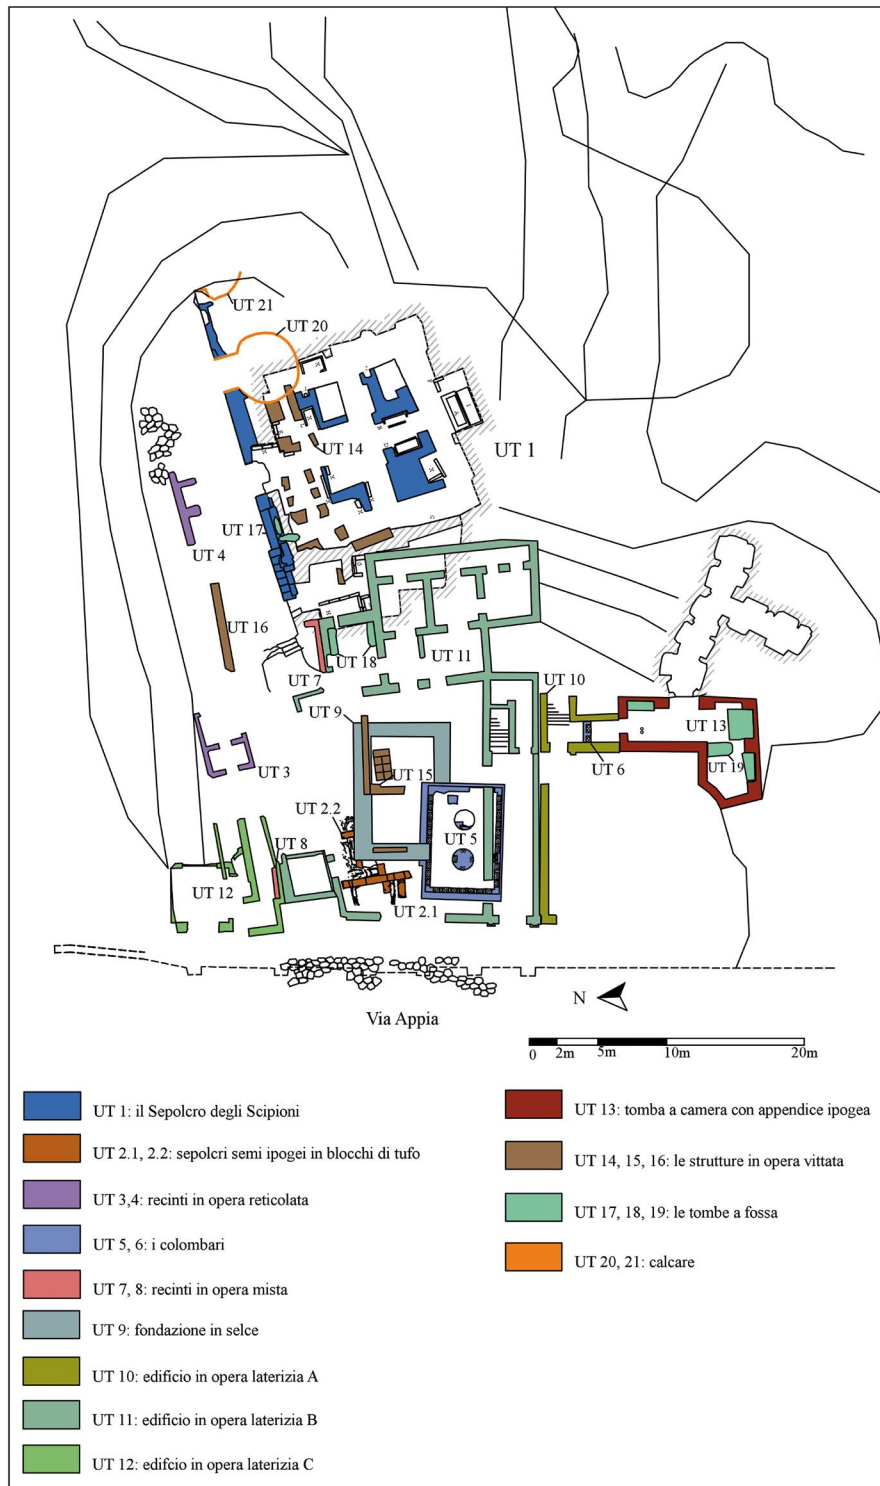 UT 21
UT 20
UT 14
UT 1
UT 17
UT 4
UT 16
UT 18
UT 11
UT 7
UT 10
UT 9
UT 13
UT 3
UT 15
UT 6
UT 19
UT 2.2
UT 5
UT 8
UT 12
UT 2.1
N
Via Appia
0 2m 5m 10m 20m
UT 1: il Sepolcro degli Scipioni
UT 2.1, 2.2: sepolcri semi ipogei in blocchi di tufo
UT 3,4: recinti in opera reticolata
UT 5, 6: i colombari
UT 7, 8: recinti in opera mista
UT 9: fondazione in selce
UT 10: edificio in opera laterizia A
UT 11: edificio in opera laterizia B
UT 12: edifcio in opera laterizia C
UT 13: tomba a camera con appendice ipogea
UT 14, 15, 16: le strutture in opera vittata
UT 17, 18, 19: le tombe a fossa
UT 20, 21: calcare